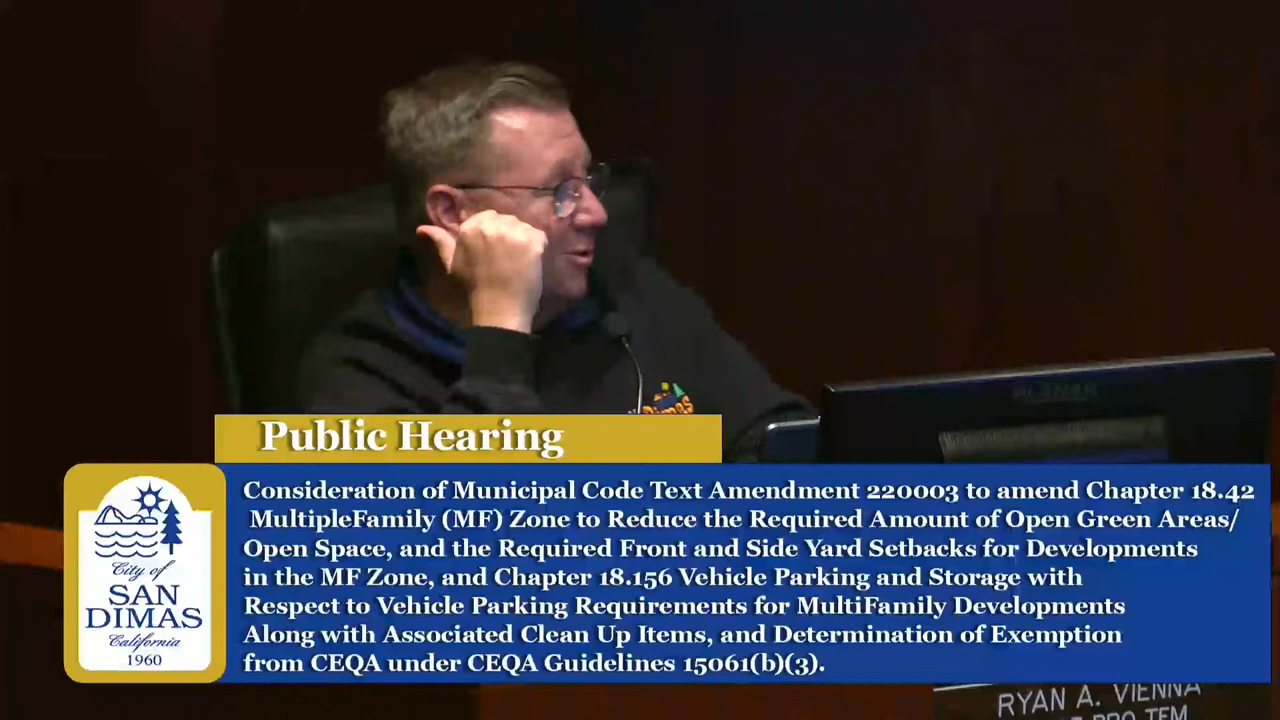 Public Hearing
Consideration of Municipal Code Text Amendment 220003 to amend Chapter 18.42
MultipleFamily (MF) Zone to Reduce the Required Amount of Open Green Areas/
Open Space, and the Required Front and Side Yard Setbacks for Developments
in the MF Zone, and Chapter 18.156 Vehicle Parking and Storage with
Respect to Vehicle Parking Requirements for MultiFamily Developments
Along with Associated Clean Up Items, and Determination of Exemption
from CEQA under CEQA Guidelines 15061(b)(3).
City of
SAN
DIMAS
California
1960
Dimas
RYAN A. VIENNA
PRO TEM